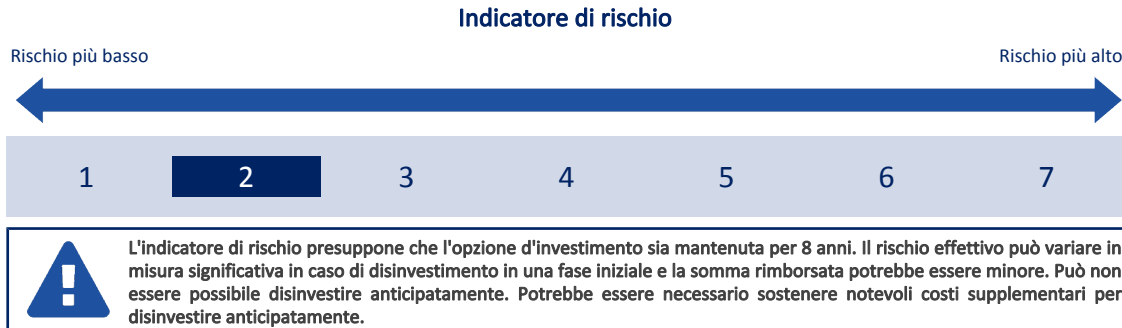 Indicatore di rischio
Rischio più basso
Rischio più alto
1 2 3 4 5 6 7
L'indicatore di rischio presuppone che l'opzione d'investimento sia mantenuta per 8 anni. Il rischio effettivo può variare in
misura significativa in caso di disinvestimento in una fase iniziale e la somma rimborsata potrebbe essere minore. Può non
essere possibile disinvestire anticipatamente. Potrebbe essere necessario sostenere notevoli costi supplementari per
disinvestire anticipatamente.